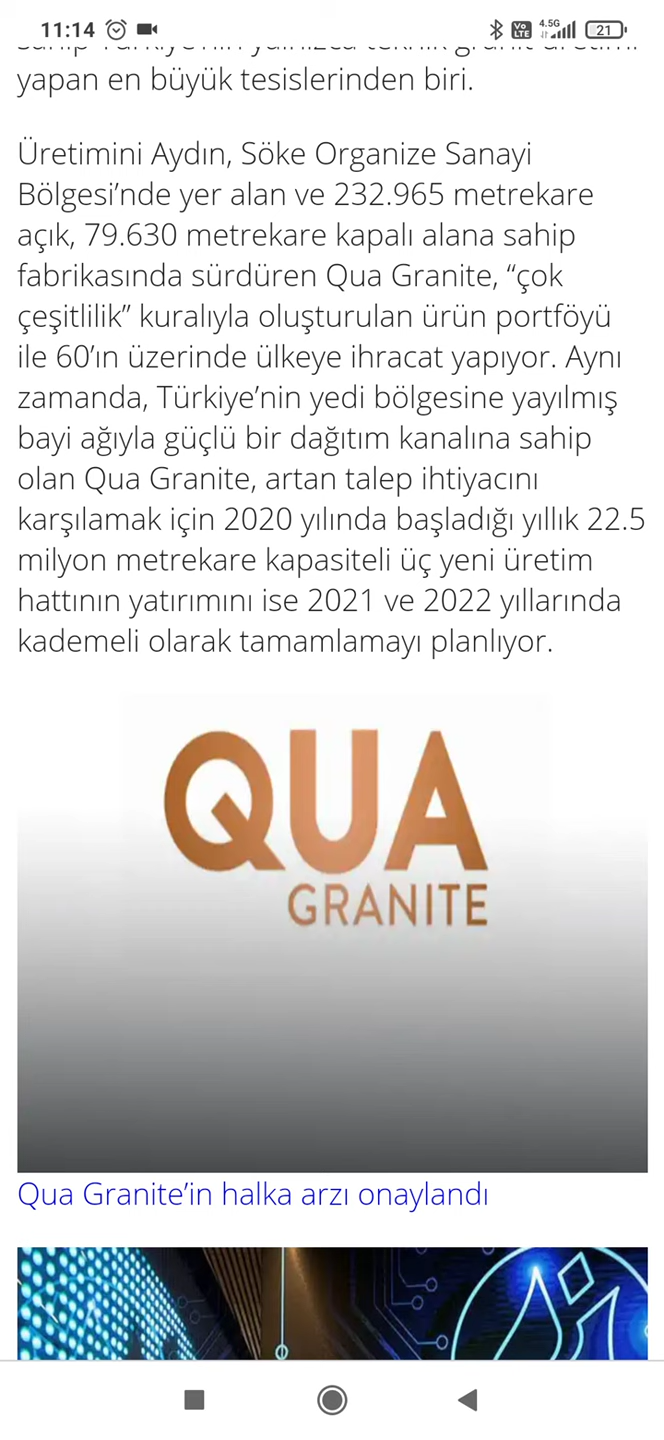 11:14
Vo LTE 4.5G 21
yapan en büyük tesislerinden biri.
Üretimini Aydın, Söke Organize Sanayi
Bölgesi’nde yer alan ve 232.965 metrekare
açık, 79.630 metrekare kapalı alana sahip
fabrikasında sürdüren Qua Granite, “çok
çeşitlilik” kuralıyla oluşturulan ürün portföyü
ile 60’ın üzerinde ülkeye ihracat yapıyor. Aynı
zamanda, Türkiye’nin yedi bölgesine yayılmış
bayi ağıyla güçlü bir dağıtım kanalına sahip
olan Qua Granite, artan talep ihtiyacını
karşılamak için 2020 yılında başladığı yıllık 22.5
milyon metrekare kapasiteli üç yeni üretim
hattının yatırımını ise 2021 ve 2022 yıllarında
kademeli olarak tamamlamayı planlıyor.
QUA
GRANITE
Qua Granite’in halka arzı onaylandı